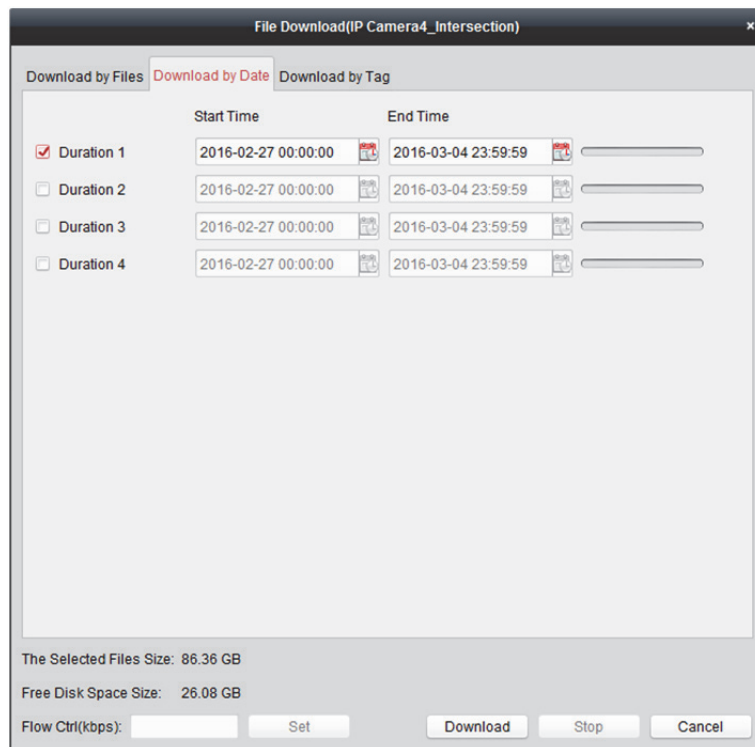 File Download(IP Camera4_Intersection)
×
Download by Files Download by Date Download by Tag
Start Time End Time
Duration 1 2016-02-27 00:00:00 2016-03-04 23:59:59
Duration 2 2016-02-27 00:00:00 2016-03-04 23:59:59
Duration 3 2016-02-27 00:00:00 2016-03-04 23:59:59
Duration 4 2016-02-27 00:00:00 2016-03-04 23:59:59
The Selected Files Size: 86.36 GB
Free Disk Space Size: 26.08 GB
Flow Ctrl(kbps): Set Download Stop Cancel